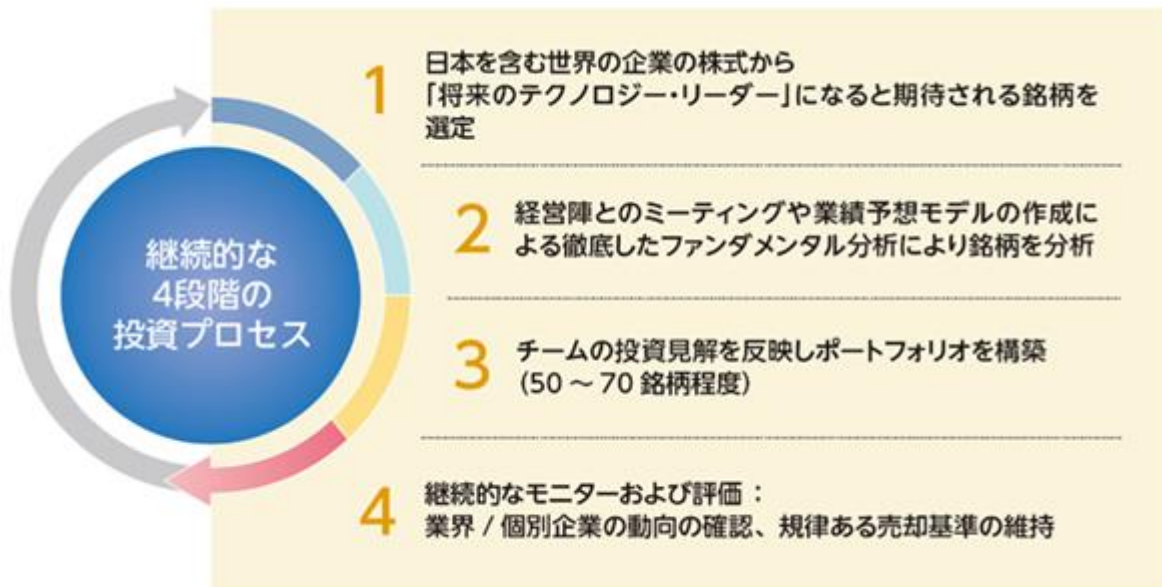 継続的な
4段階の
投資プロセス
1
日本を含む世界の企業の株式から
「将来のテクノロジー・リーダー」になると期待される銘柄を
選定
2
経営陣とのミーティングや業績予想モデルの作成に
よる徹底したファンダメンタル分析により銘柄を分析
3
チームの投資見解を反映しポートフォリオを構築
(50 ～ 70 銘柄程度)
4
継続的なモニターおよび評価：
業界 / 個別企業の動向の確認、規律ある売却基準の維持